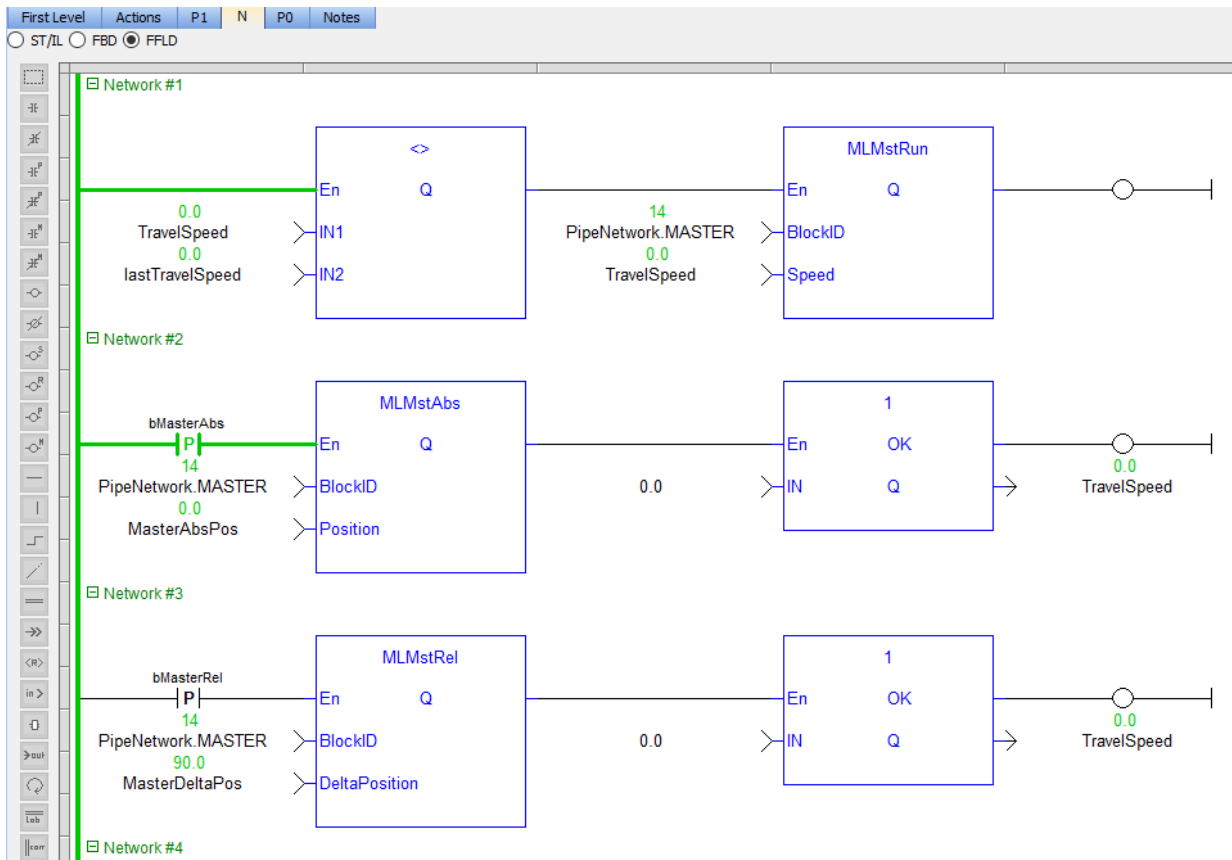 First Level Actions P1 N P0 Notes
ST/IL FBD FFLD
Network #1
<> MLMstRun
En Q En Q
0.0 14
TravelSpeed IN1 PipeNetwork.MASTER BlockID
0.0 0.0
lastTravelSpeed IN2 TravelSpeed Speed
Network #2
MLMstAbs 1
bMasterAbs
P En Q En OK
14 0.0
PipeNetwork.MASTER BlockID 0.0 IN Q TravelSpeed
0.0
MasterAbsPos Position
Network #3
MLMstRel 1
bMasterRel
P En Q En OK
14 0.0
PipeNetwork.MASTER BlockID 0.0 IN Q TravelSpeed
90.0
MasterDeltaPos DeltaPosition
Network #4